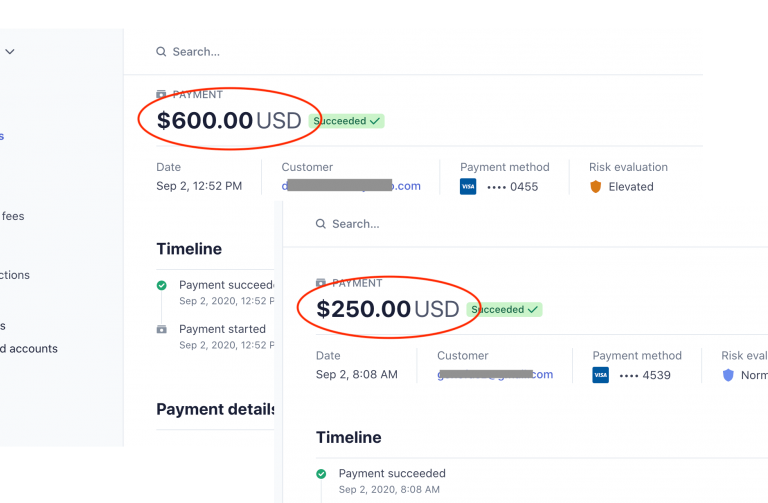 Search...
PAYMENT
$600.00 USD Succeeded
Date Customer Payment method Risk evaluation
Sep 2, 12:52 PM .com VISA •••• 0455 Elevated
s
fees
ctions
s
d accounts
Timeline
Payment succeede
Sep 2, 2020, 12:52 P
Payment started
Sep 2, 2020, 12:52 P
Payment details
Search...
PAYMENT
$250.00 USD Succeeded
Date Customer Payment method Risk eval
Sep 2, 8:08 AM com VISA •••• 4539 Norm
Timeline
Payment succeeded
Sep 2, 2020, 8:08 AM